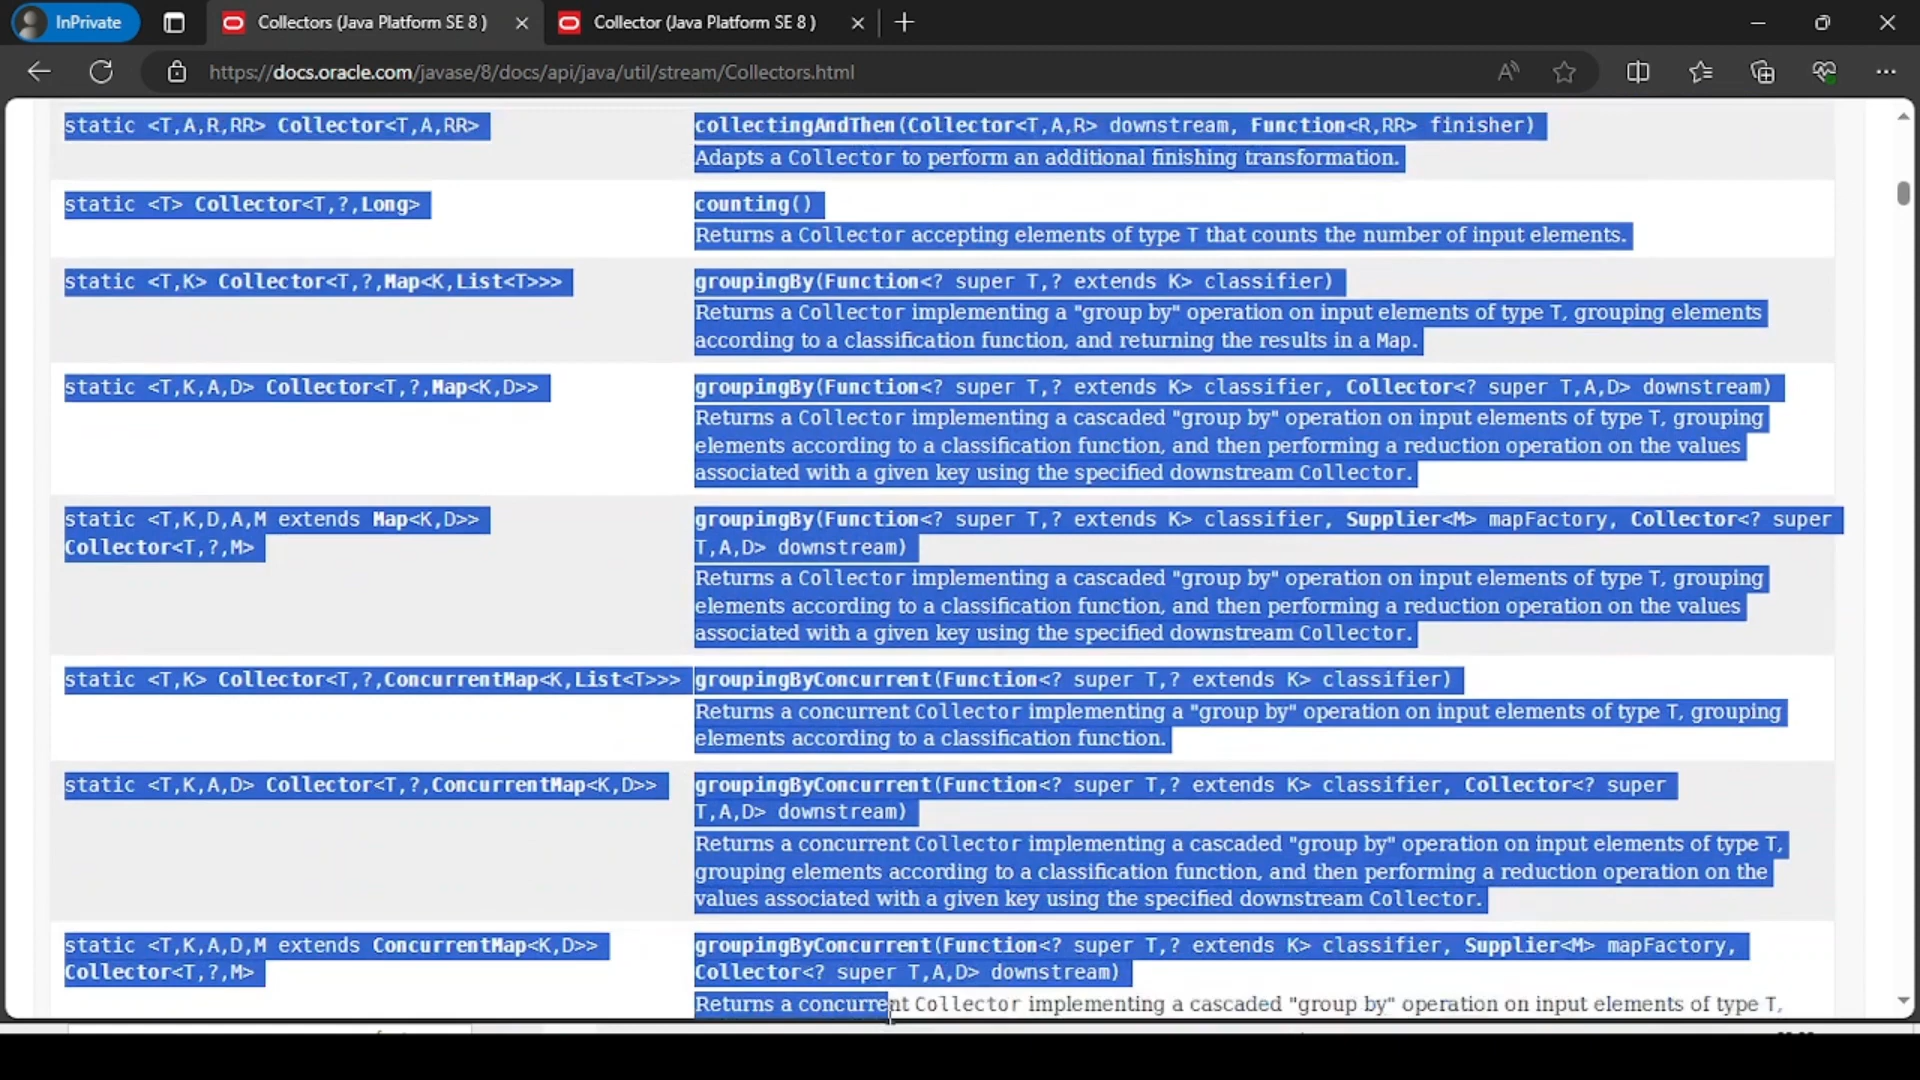 InPrivate
Collectors (Java Platform SE 8 )
Collector (Java Platform SE 8 )
https://docs.oracle.com/javase/8/docs/api/java/util/stream/Collectors.html
static <T,A,R,RR> Collector<T,A,RR>
collectingAndThen(Collector<T,A,R> downstream, Function<R,RR> finisher)
Adapts a Collector to perform an additional finishing transformation.
static <T> Collector<T,?,Long>
counting()
Returns a Collector accepting elements of type T that counts the number of input elements.
static <T,K> Collector<T,?,Map<K,List<T>>>
groupingBy(Function<? super T,? extends K> classifier)
Returns a Collector implementing a "group by" operation on input elements of type T, grouping elements
according to a classification function, and returning the results in a Map.
static <T,K,A,D> Collector<T,?,Map<K,D>>
groupingBy(Function<? super T,? extends K> classifier, Collector<? super T,A,D> downstream)
Returns a Collector implementing a cascaded "group by" operation on input elements of type T, grouping
elements according to a classification function, and then performing a reduction operation on the values
associated with a given key using the specified downstream Collector.
static <T,K,D,A,M extends Map<K,D>>
Collector<T,?,M>
groupingBy(Function<? super T,? extends K> classifier, Supplier<M> mapFactory, Collector<? super
T,A,D> downstream)
Returns a Collector implementing a cascaded "group by" operation on input elements of type T, grouping
elements according to a classification function, and then performing a reduction operation on the values
associated with a given key using the specified downstream Collector.
static <T,K> Collector<T,?,ConcurrentMap<K,List<T>>>
groupingByConcurrent(Function<? super T,? extends K> classifier)
Returns a concurrent Collector implementing a "group by" operation on input elements of type T, grouping
elements according to a classification function.
static <T,K,A,D> Collector<T,?,ConcurrentMap<K,D>>
groupingByConcurrent(Function<? super T,? extends K> classifier, Collector<? super
T,A,D> downstream)
Returns a concurrent Collector implementing a cascaded "group by" operation on input elements of type T,
grouping elements according to a classification function, and then performing a reduction operation on the
values associated with a given key using the specified downstream Collector.
static <T,K,A,D,M extends ConcurrentMap<K,D>>
Collector<T,?,M>
groupingByConcurrent(Function<? super T,? extends K> classifier, Supplier<M> mapFactory,
Collector<? super T,A,D> downstream)
Returns a concurrent Collector implementing a cascaded "group by" operation on input elements of type T,